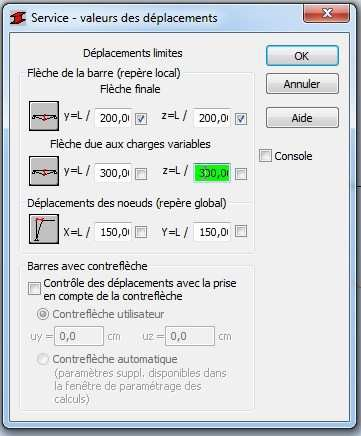 Service - valeurs des déplacements
Déplacements limites
OK
Flèche de la barre (repère local)
Flèche finale
Annuler
y=L / 200,0 z=L / 200,0
Aide
Flèche due aux charges variables
Console
y=L / 300,0 z=L / 300,0
Déplacements des noeuds (repère global)
X=L / 150,0 Y=L / 150,0
Barres avec contreflèche
Contrôle des déplacements avec la prise
en compte de la contreflèche
Contreflèche utilisateur
uy = 0,0 cm uz = 0,0 cm
Contreflèche automatique
(paramètres suppl. disponibles dans
la fenêtre de paramétrage des
calculs)